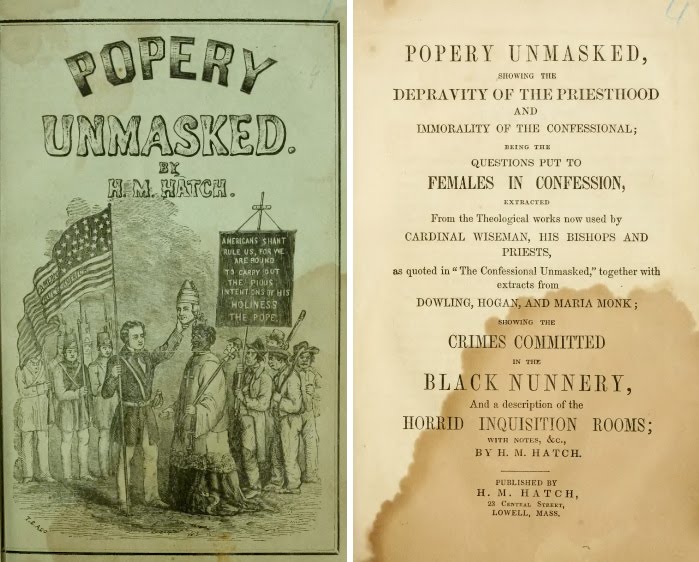 POPERY
UNMASKED.
BY
H. M. HATCH.
AMERICANS SHANT
RULE US, FOR WE
ARE BOUND
TO CARRY OUT
THE PIOUS
INTENTIONS OF HIS
HOLINESS
THE POPE.
4
POPERY UNMASKED,
SHOWING THE
DEPRAVITY OF THE PRIESTHOOD
AND
IMMORALITY OF THE CONFESSIONAL;
BEING THE
QUESTIONS PUT TO
FEMALES IN CONFESSION,
EXTRACTED
From the Theological works now used by
CARDINAL WISEMAN, HIS BISHOPS AND
PRIESTS,
as quoted in "The Confessional Unmasked," together with
extracts from
DOWLING, HOGAN, AND MARIA MONK;
SHOWING THE
CRIMES COMMITTED
IN THE
BLACK NUNNERY,
And a description of the
HORRID INQUISITION ROOMS;
WITH NOTES, &c.,
BY H. M. HATCH.
PUBLISHED BY
H. M. HATCH,
23 CENTRAL STREET,
LOWELL, MASS.